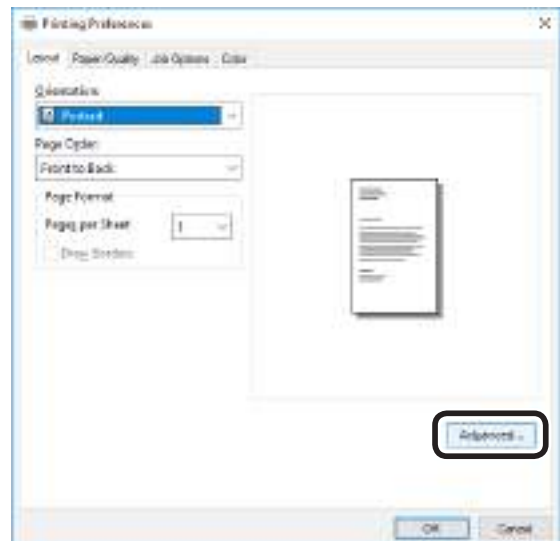 Printing Preferences
Layout Paper/Quality Job Options Color
Orientation:
Portrait
Page Order:
Front to Back
Page Format
Pages per Sheet 1
Draw Borders
Advanced...
OK Cancel